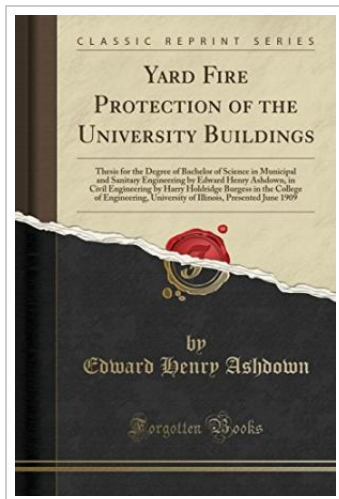 CLASSIC REPRINT SERIES
YARD FIRE
PROTECTION OF THE
UNIVERSITY BUILDINGS
Thesis for the Degree of Bachelor of Science in Municipal
and Sanitary Engineering by Edward Henry Ashdown, in
Civil Engineering by Harry Holdridge Burgess in the College
of Engineering, University of Illinois, Presented June 1909
by
Edward Henry Ashdown
Forgotten Books